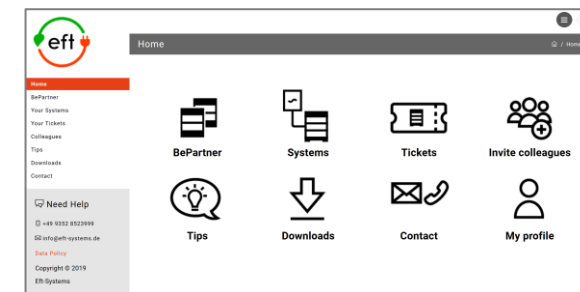 eft
Home
/ Home
Home
BePartner
Your Systems
Your Tickets
Colleagues
Tips
Downloads
Contact
BePartner
Systems
Tickets
Invite colleagues
Tips
Downloads
Contact
My profile
Need Help
+49 9352 8523999
info@eft-systems.de
Data Policy
Copyright © 2019
Eft-Systems